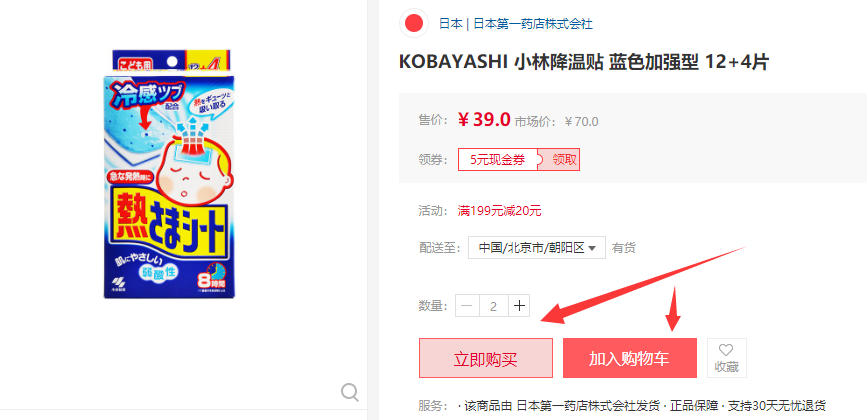 こども用
12+4
冷感ツブ
配合
熱をギューッと
吸い取る
急な発熱時に
熱さまシート
肌にやさしい
弱酸性
8時間
日本 | 日本第一药店株式会社
KOBAYASHI 小林降温贴 蓝色加强型 12+4片
售价: ¥ 39.0 市场价: ¥ 70.0
领券: 5元现金券 领取
活动: 满199元减20元
配送至: 中国/北京市/朝阳区 有货
数量: — 2 +
立即购买 加入购物车 收藏
服务: · 该商品由 日本第一药店株式会社发货 · 正品保障 · 支持30天无忧退货